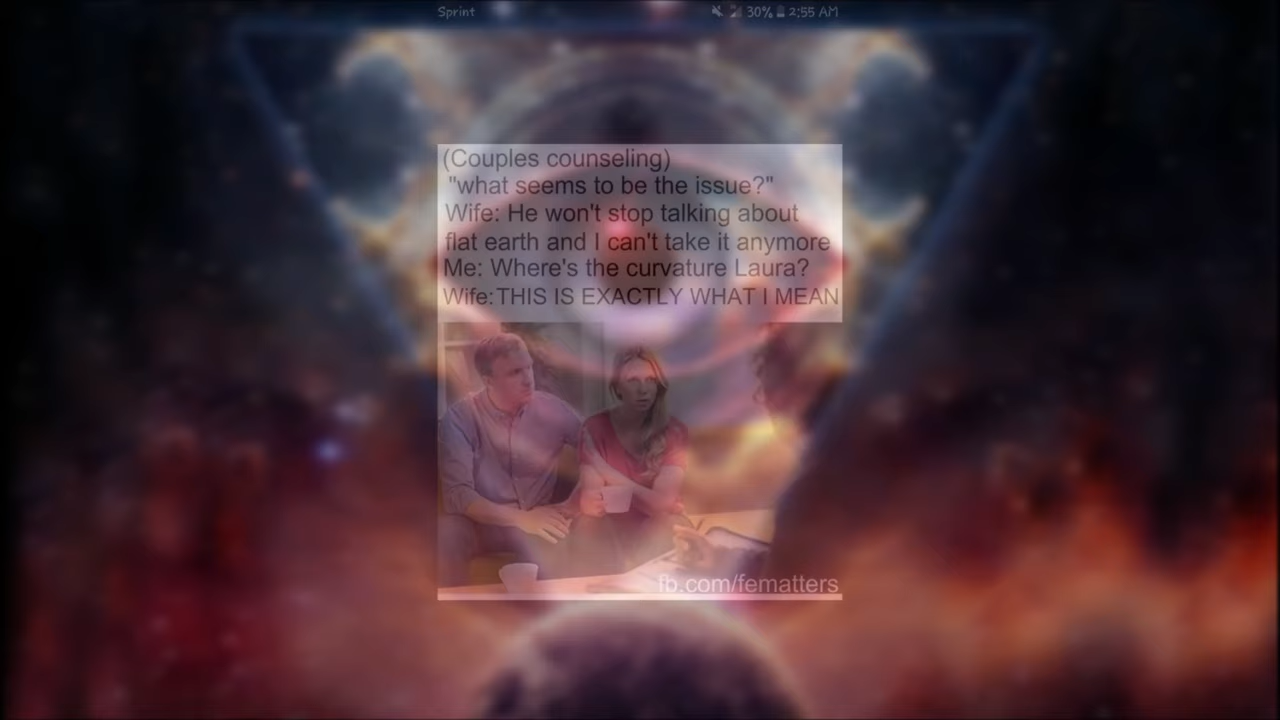 Sprint 30% 2:55 AM
(Couples counseling)
"what seems to be the issue?"
Wife: He won't stop talking about
flat earth and I can't take it anymore
Me: Where's the curvature Laura?
Wife: THIS IS EXACTLY WHAT I MEAN
fb.com/fematters